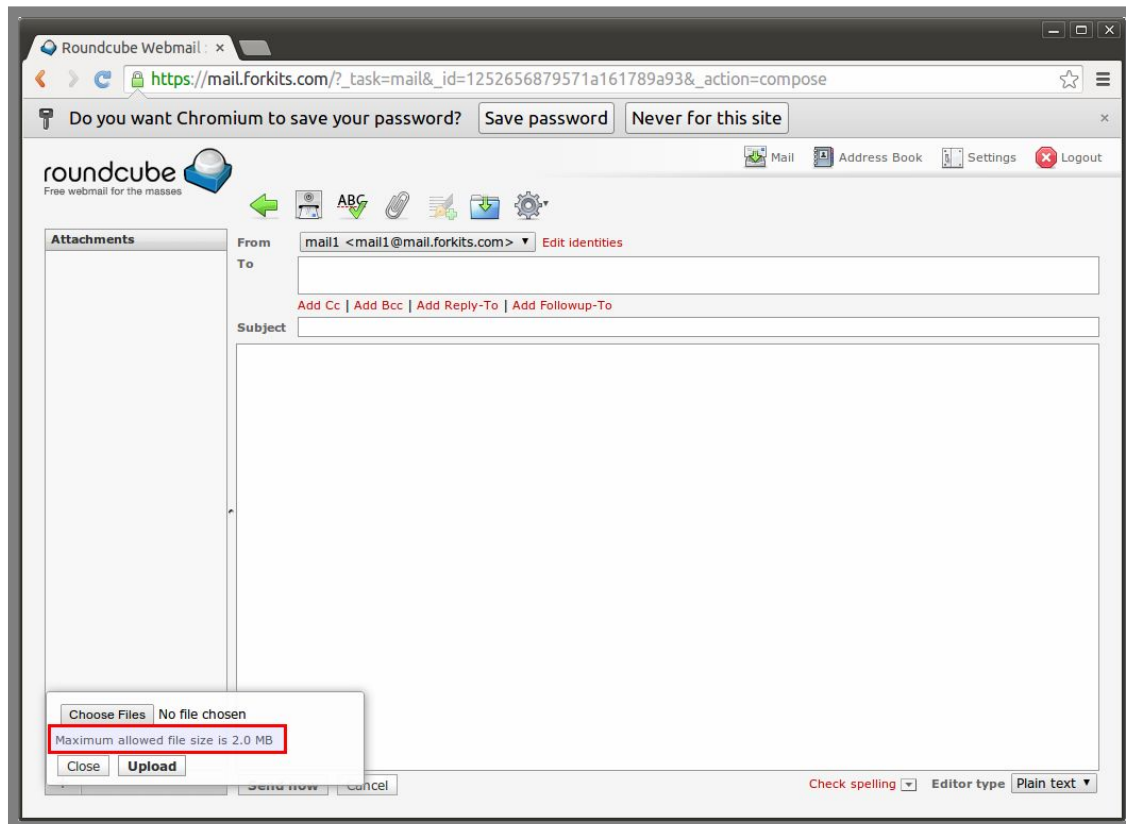 Roundcube Webmail :
https://mail.forkits.com/?_task=mail&_id=1252656879571a161789a93&_action=compose
Do you want Chromium to save your password? Save password Never for this site
Mail Address Book Settings Logout
roundcube
Free webmail for the masses
ABC
Attachments
From mail1 <mail1@mail.forkits.com> Edit identities
To
Add Cc | Add Bcc | Add Reply-To | Add Followup-To
Subject
Choose Files No file chosen
Maximum allowed file size is 2.0 MB
Close Upload
Send now Cancel
Check spelling Editor type Plain text